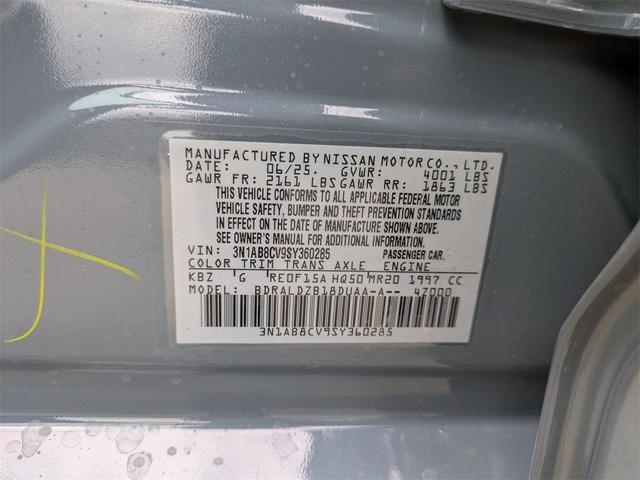 MANUFACTURED BY NISSAN MOTOR CO., LTD.
DATE: 06/25. GVWR: 4001 LBS
GAWR FR: 2161 LBS GAWR RR: 1863 LBS
THIS VEHICLE CONFORMS TO ALL APPLICABLE FEDERAL MOTOR
VEHICLE SAFETY, BUMPER AND THEFT PREVENTION STANDARDS
IN EFFECT ON THE DATE OF MANUFACTURE SHOWN ABOVE.
SEE OWNER'S MANUAL FOR ADDITIONAL INFORMATION.
VIN: 3N1AB8CV9SY360285 PASSENGER CAR.
COLOR TRIM TRANS AXLE ENGINE
KBZ G RE0F15A HQ50 MR20 1997 CC
MODEL: BDRALDZB18DUAA-A-- 4Z000
3N1AB8CV9SY360285